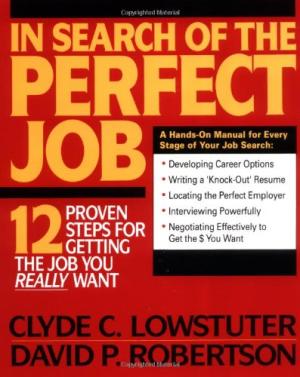 IN SEARCH OF THE
PERFECT
JOB
A Hands-On Manual for Every
Stage of Your Job Search:
• Developing Career Options
• Writing a 'Knock-Out' Resume
• Locating the Perfect Employer
• Interviewing Powerfully
• Negotiating Effectively to
Get the $ You Want
12 PROVEN
STEPS FOR
GETTING
THE JOB YOU
REALLY WANT
CLYDE C. LOWSTUTER
DAVID P. ROBERTSON
Copyrighted Material